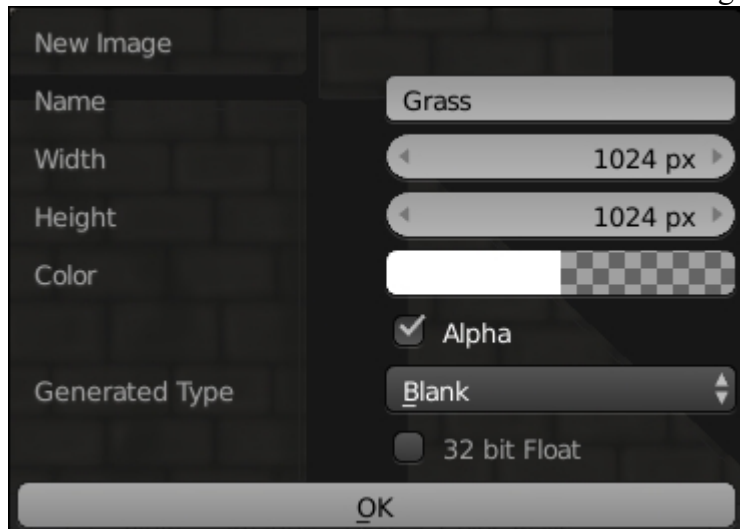 New Image
Name Grass
Width 1024 px
Height 1024 px
Color
Alpha
Generated Type Blank
32 bit Float
OK